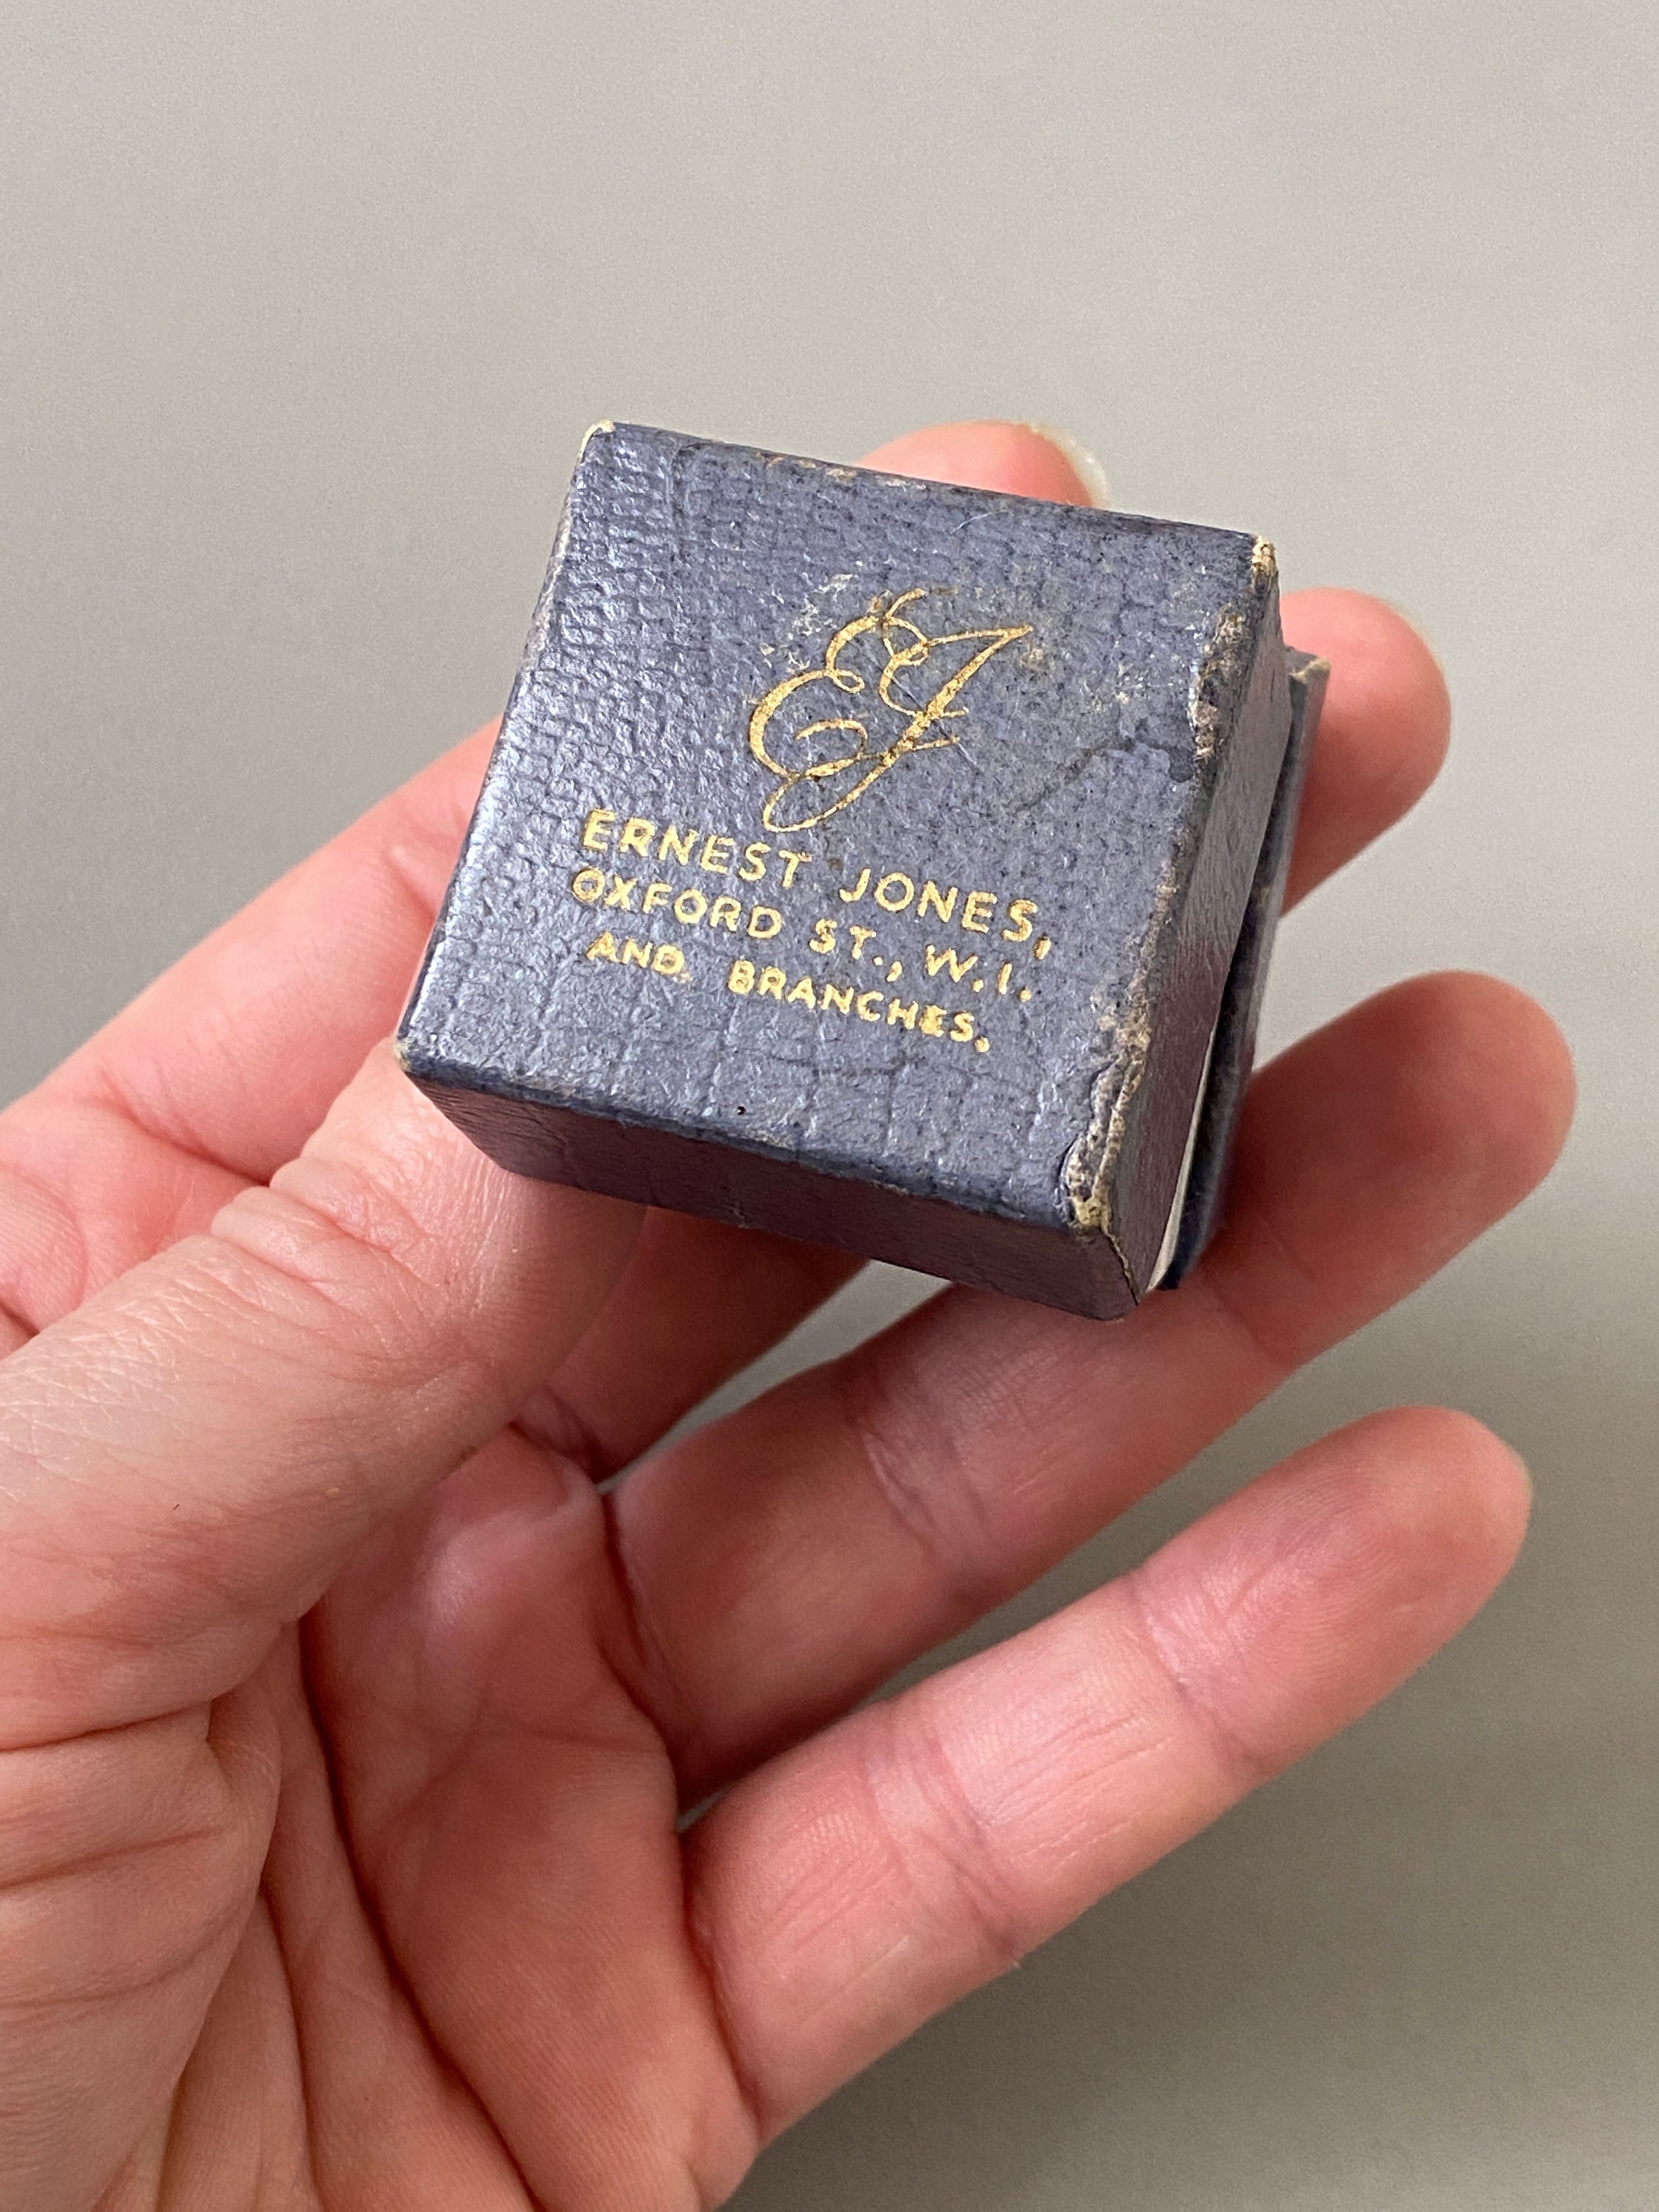 EJ
ERNEST JONES,
OXFORD ST., W.1.
AND BRANCHES.